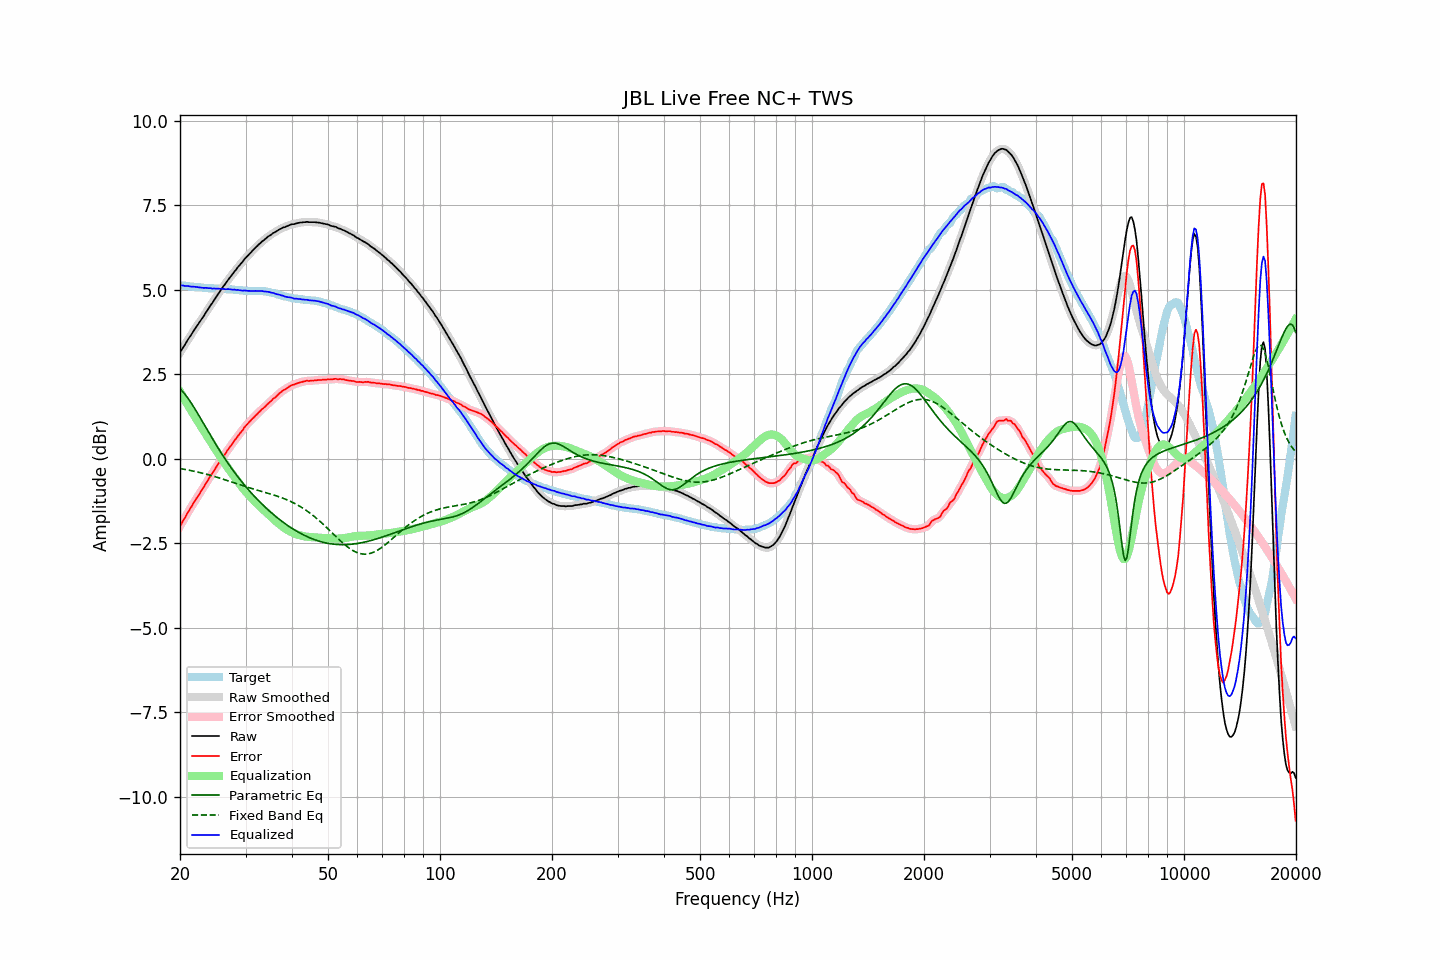 JBL Live Free NC+ TWS
10.0
7.5
5.0
2.5
0.0
−2.5
−5.0
−7.5
−10.0
Amplitude (dBr)
Target
Raw Smoothed
Error Smoothed
Raw
Error
Equalization
Parametric Eq
Fixed Band Eq
Equalized
20 50 100 200 500 1000 2000 5000 10000 20000
Frequency (Hz)